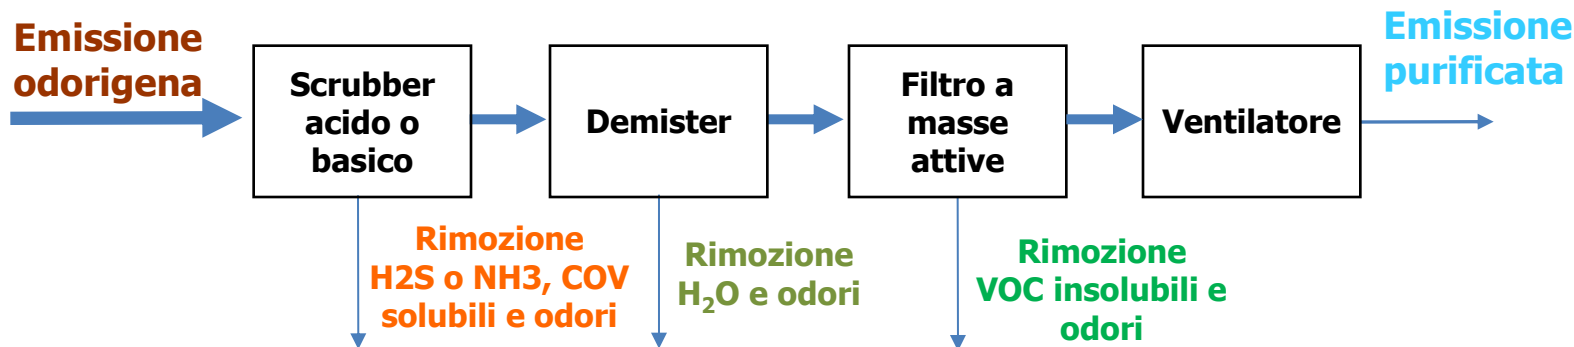 Emissione
odorigena
Scrubber
acido o
basico
Demister
Filtro a
masse
attive
Ventilatore
Emissione
purificata
Rimozione
H2S o NH3, COV
solubili e odori
Rimozione
H₂O e odori
Rimozione
VOC insolubili e
odori